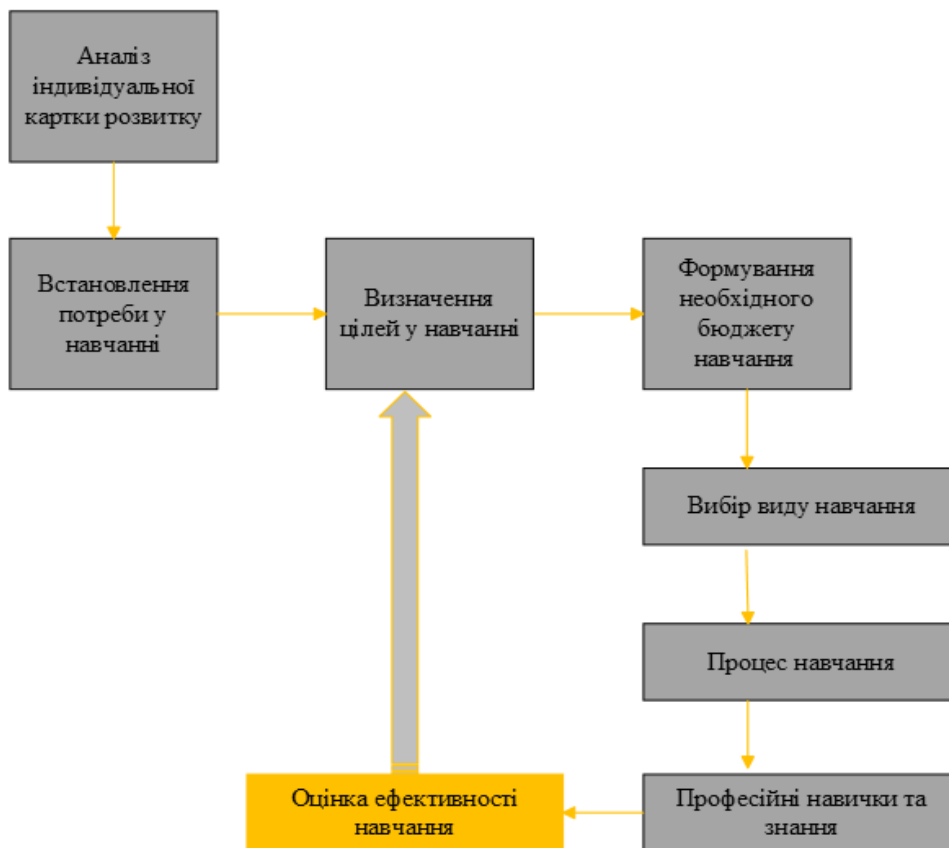 Аналіз
індивідуальної
картки розвитку
Встановлення
потреби у
навчанні
Визначення
цілей у навчанні
Формування
необхідного
бюджету
навчання
Вибір виду навчання
Процес навчання
Професійні навички та
знання
Оцінка ефективності
навчання